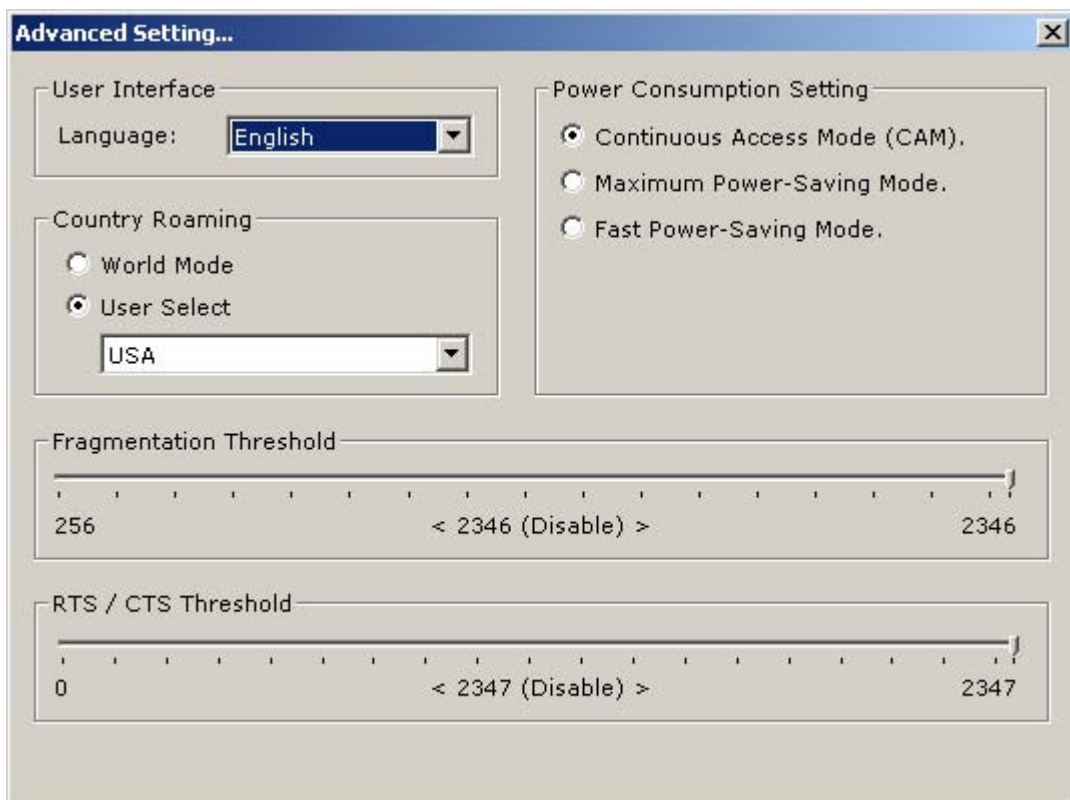 Advanced Setting...
User Interface
Language: English
Country Roaming
World Mode
User Select
USA
Power Consumption Setting
Continuous Access Mode (CAM).
Maximum Power-Saving Mode.
Fast Power-Saving Mode.
Fragmentation Threshold
256 < 2346 (Disable) > 2346
RTS / CTS Threshold
0 < 2347 (Disable) > 2347